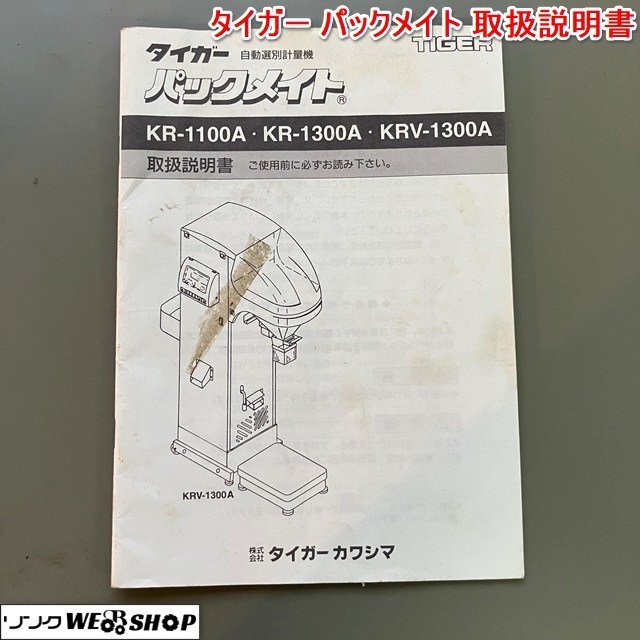 タイガー パックメイト 取扱説明書
タイガー 自動選別計量機
TIGER
パックメイト®
KR-1100A・KR-1300A・KRV-1300A
取扱説明書 ご使用前に必ずお読み下さい。
KRV-1300A
株式会社 タイガーカワシマ
リンク WEB SHOP